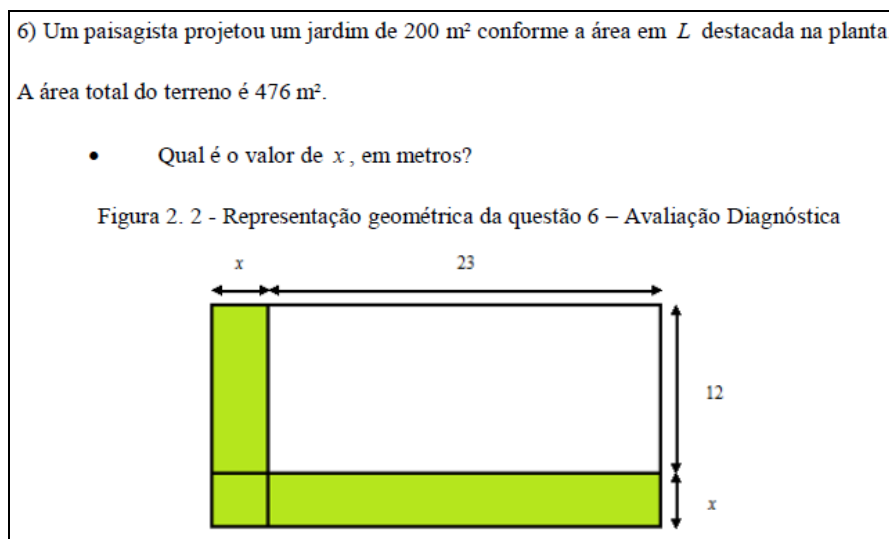 6) Um paisagista projetou um jardim de 200 m² conforme a área em L destacada na planta
A área total do terreno é 476 m².
• Qual é o valor de x, em metros?
Figura 2. 2 - Representação geométrica da questão 6 – Avaliação Diagnóstica
x 23
12
x